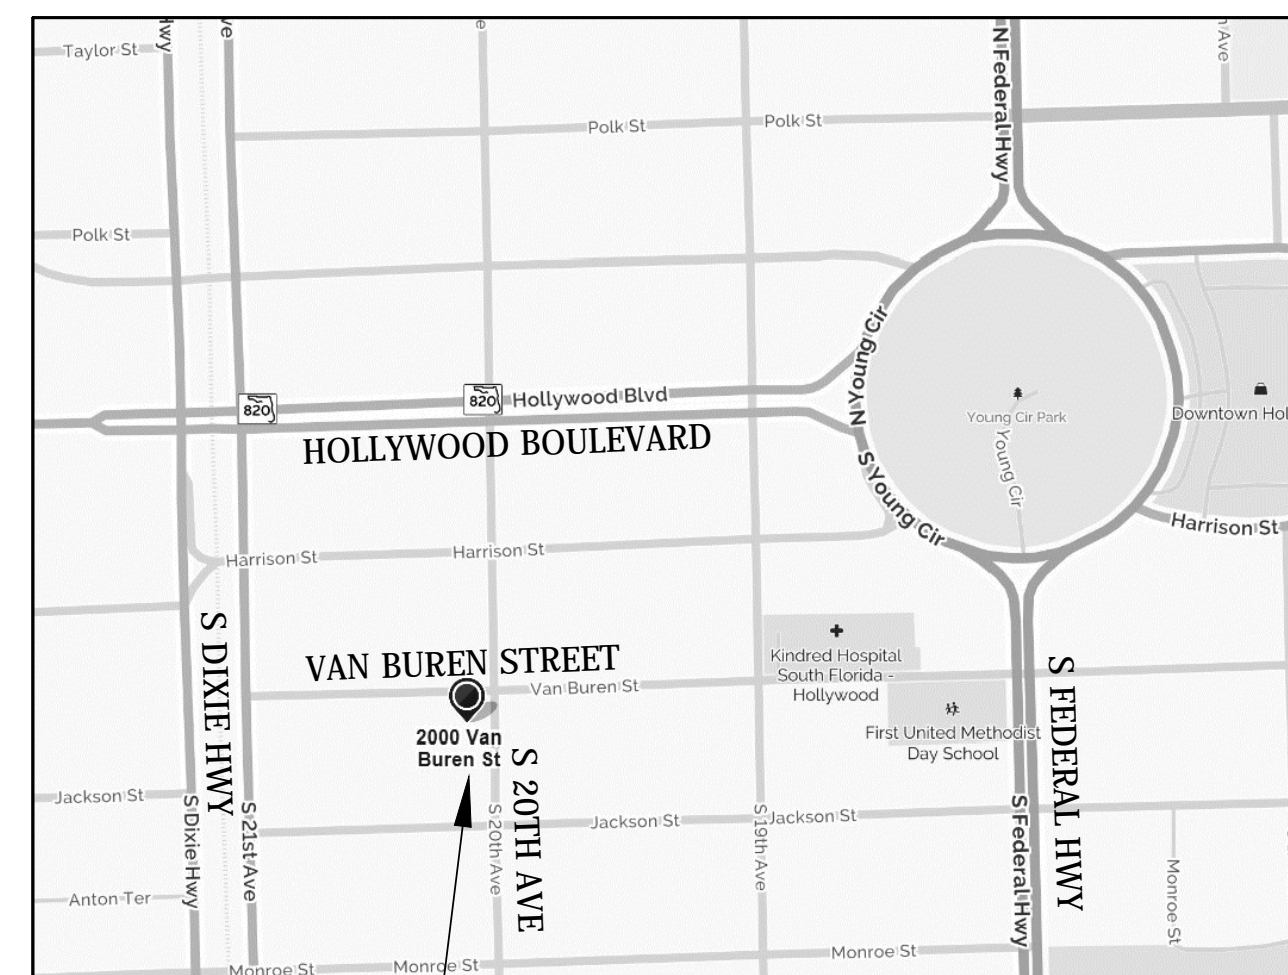 Hwy
ve
e
Taylor St
N Federal Hwy
Ave
Polk St
Polk St
Polk St
N Young Cir
820
820
Hollywood Blvd
HOLLYWOOD BOULEVARD
Young Cir Park
Young Cir
Downtown Hol
S Young Cir
Harrison St
Harrison St
Harrison St
S DIXIE HWY
VAN BUREN STREET
Van Buren St
Kindred Hospital
South Florida -
Hollywood
First United Methodist
Day School
S FEDERAL HWY
2000 Van
Buren St
S 20TH AVE
Jackson St
S Dixie Hwy
S 21st Ave
S 20th Ave
Jackson St
S 19th Ave
Jackson St
S Federal Hwy
Monroe St
Anton Ter
Monroe St
Monroe St
Monroe St